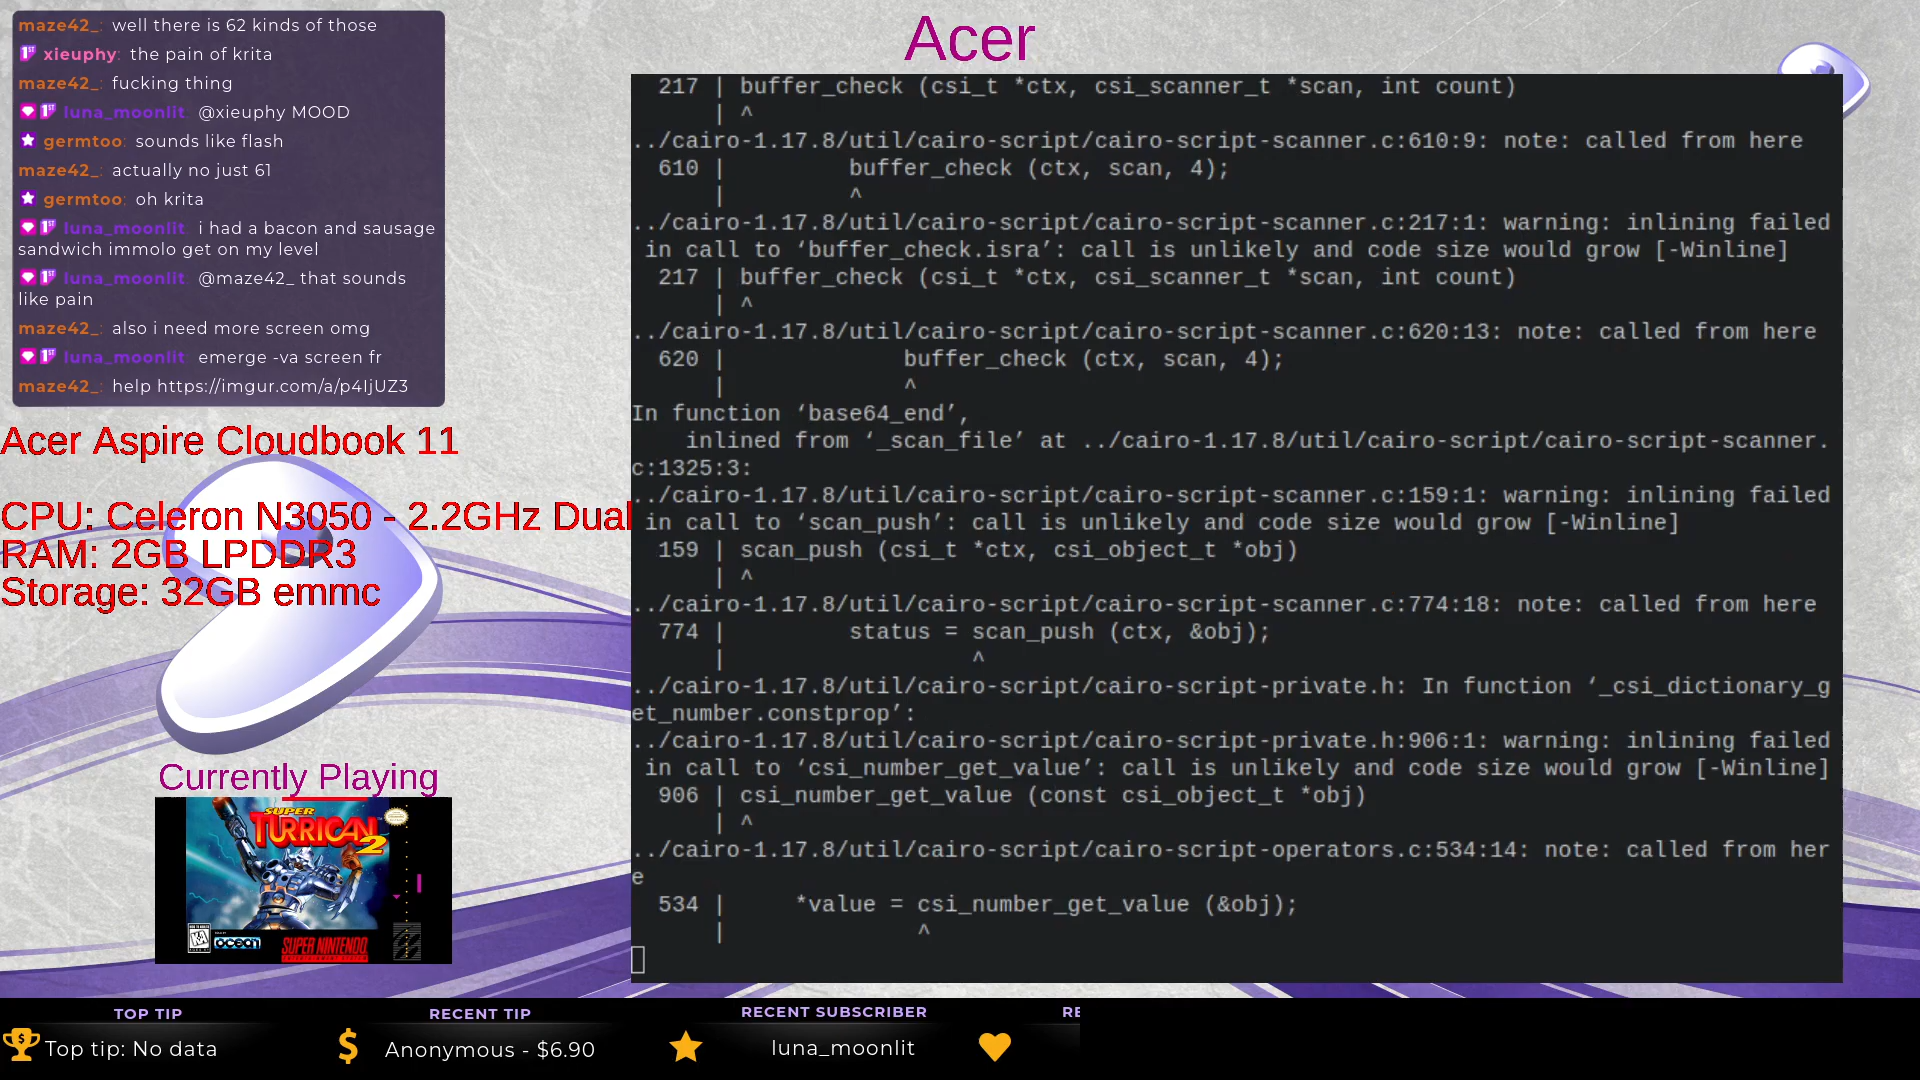 maze42_: well there is 62 kinds of those
xieuphy: the pain of krita
maze42_: fucking thing
luna_moonlit: @xieuphy MOOD
germtoo: sounds like flash
maze42_: actually no just 61
germtoo: oh krita
luna_moonlit: i had a bacon and sausage
sandwich immolo get on my level
luna_moonlit: @maze42_ that sounds
like pain
maze42_: also i need more screen omg
luna_moonlit: emerge -va screen fr
maze42_: help https://imgur.com/a/p4IjUZ3
Acer Aspire Cloudbook 11
CPU: Celeron N3050 - 2.2GHz Dual
RAM: 2GB LPDDR3
Storage: 32GB emmc
Currently Playing
SUPER
TURRICAN
2
ocean
SUPER NINTENDO
Acer
217 | buffer_check (csi_t *ctx, csi_scanner_t *scan, int count)
| ^
../cairo-1.17.8/util/cairo-script/cairo-script-scanner.c:610:9: note: called from here
610 |         buffer_check (ctx, scan, 4);
|         ^
../cairo-1.17.8/util/cairo-script/cairo-script-scanner.c:217:1: warning: inlining failed
in call to ‘buffer_check.isra’: call is unlikely and code size would grow [-Winline]
217 | buffer_check (csi_t *ctx, csi_scanner_t *scan, int count)
| ^
../cairo-1.17.8/util/cairo-script/cairo-script-scanner.c:620:13: note: called from here
620 |             buffer_check (ctx, scan, 4);
|             ^
In function ‘base64_end’,
inlined from ‘_scan_file’ at ../cairo-1.17.8/util/cairo-script/cairo-script-scanner.
c:1325:3:
../cairo-1.17.8/util/cairo-script/cairo-script-scanner.c:159:1: warning: inlining failed
in call to ‘scan_push’: call is unlikely and code size would grow [-Winline]
159 | scan_push (csi_t *ctx, csi_object_t *obj)
| ^
../cairo-1.17.8/util/cairo-script/cairo-script-scanner.c:774:18: note: called from here
774 |         status = scan_push (ctx, &obj);
|                  ^
../cairo-1.17.8/util/cairo-script/cairo-script-private.h: In function ‘_csi_dictionary_g
et_number.constprop’:
../cairo-1.17.8/util/cairo-script/cairo-script-private.h:906:1: warning: inlining failed
in call to ‘csi_number_get_value’: call is unlikely and code size would grow [-Winline]
906 | csi_number_get_value (const csi_object_t *obj)
| ^
../cairo-1.17.8/util/cairo-script/cairo-script-operators.c:534:14: note: called from her
e
534 |     *value = csi_number_get_value (&obj);
|              ^
TOP TIP
Top tip: No data
RECENT TIP
Anonymous - $6.90
RECENT SUBSCRIBER
luna_moonlit
RE